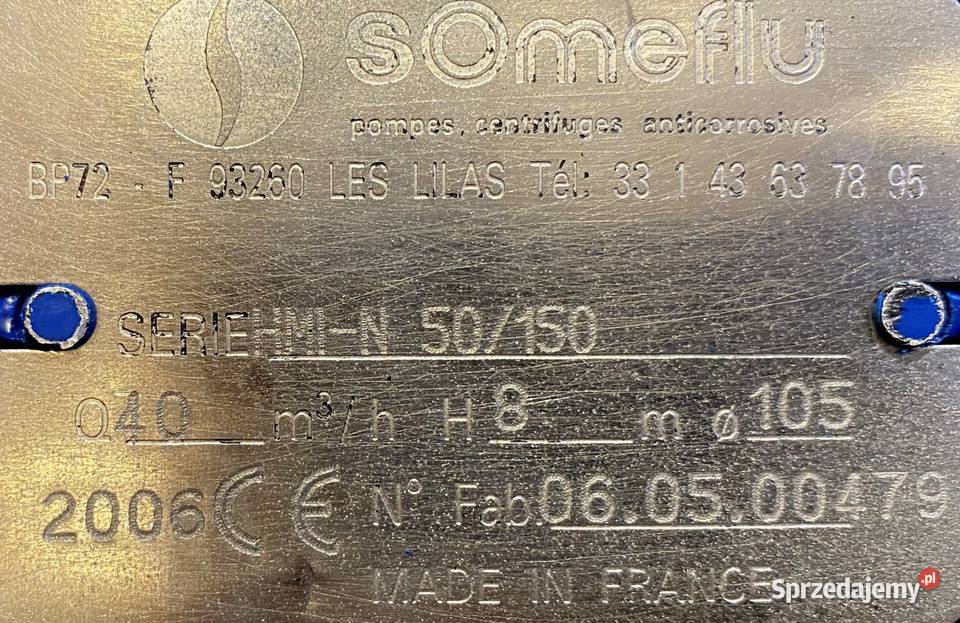 sOmeflu
pompes, centrifuges anticorrosives
BP72 - F 93260 LES LILAS Tél: 33 1 43 63 78 95
SERIE HMI-N 50/150
Q 40 m³/h H 8 m ø 105
2006 CE N° Fab. 06.05.00479
MADE IN FRANCE
Sprzedajemy.pl